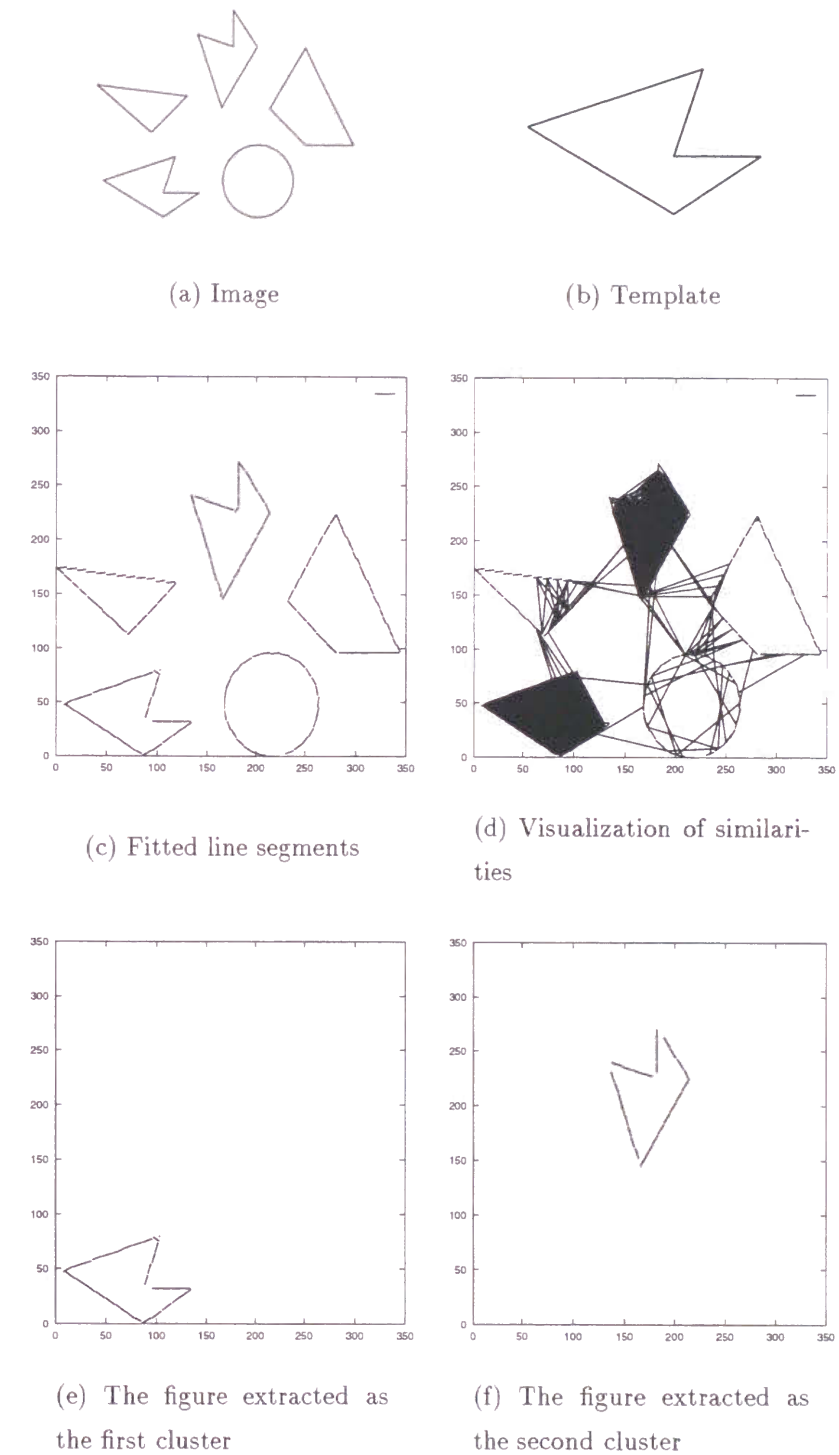 (a) Image
(b) Template
350
300
250
200
150
100
50
0
0 50 100 150 200 250 300 350
350
300
250
200
150
100
50
0
0 50 100 150 200 250 300 350
(c) Fitted line segments
(d) Visualization of similari-
ties
350
300
250
200
150
100
50
0
0 50 100 150 200 250 300 350
350
300
250
200
150
100
50
0
0 50 100 150 200 250 300 350
(e) The figure extracted as
the first cluster
(f) The figure extracted as
the second cluster